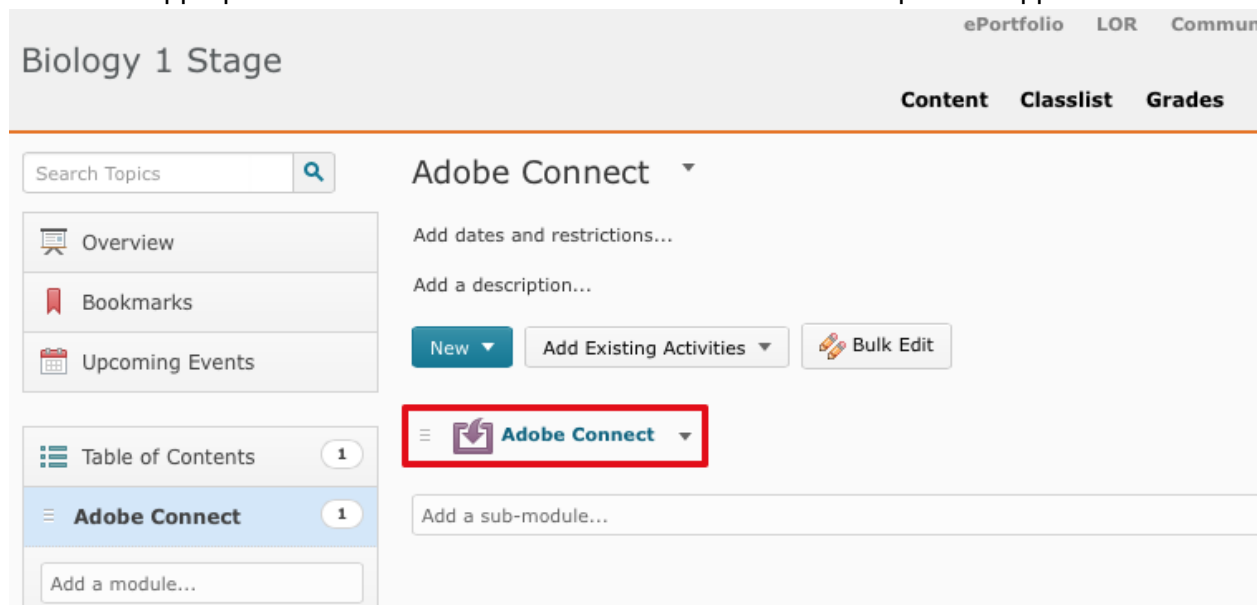 ePortfolio LOR Commun
Biology 1 Stage
Content Classlist Grades
Search Topics
Overview
Bookmarks
Upcoming Events
Table of Contents 1
Adobe Connect 1
Add a module...
Adobe Connect
Add dates and restrictions...
Add a description...
New Add Existing Activities Bulk Edit
Adobe Connect
Add a sub-module...